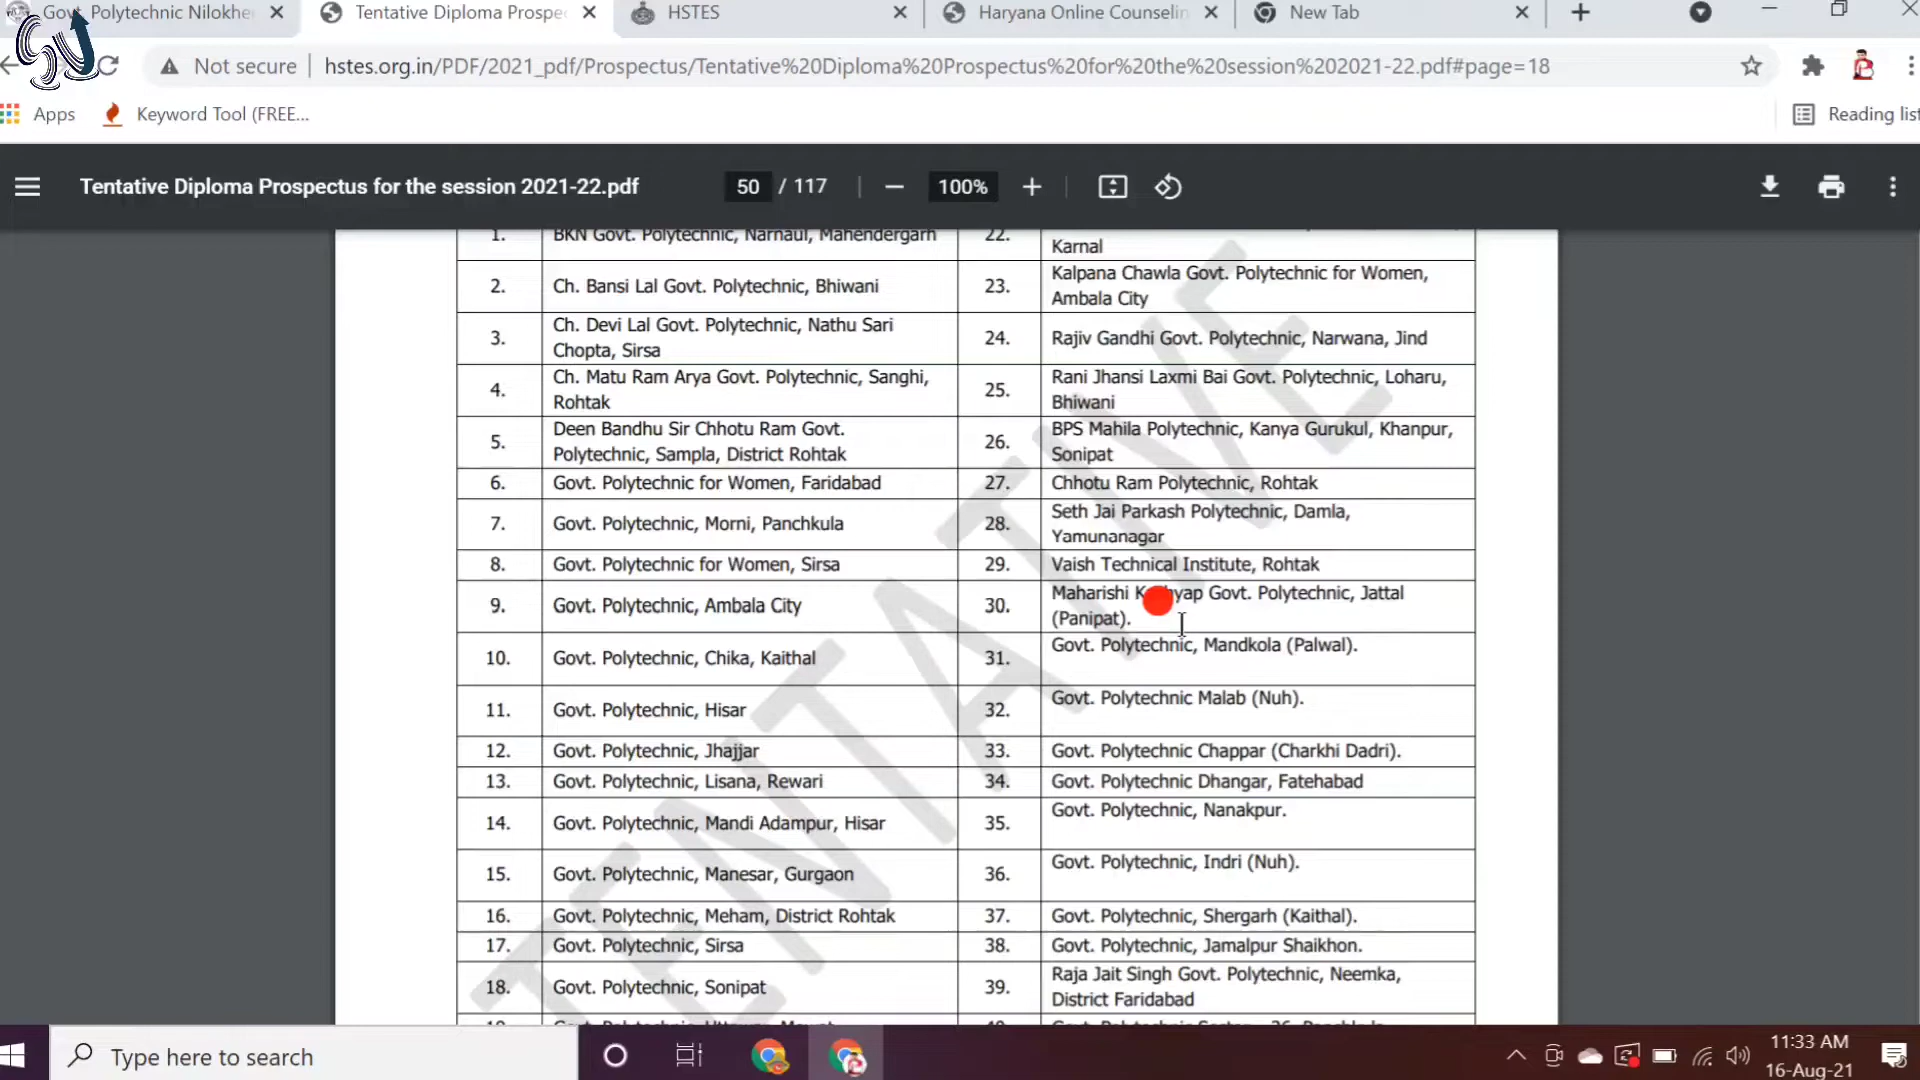 Govt. Polytechnic Nilokhe
Tentative Diploma Prospe
HSTES
Haryana Online Counselin
New Tab
Not secure
hstes.org.in/PDF/2021_pdf/Prospectus/Tentative%20Diploma%20Prospectus%20for%20the%20session%202021-22.pdf#page=18
Apps
Keyword Tool (FREE...
Reading list
Tentative Diploma Prospectus for the session 2021-22.pdf
50 / 117
100%
1. BKN Govt. Polytechnic, Narnaul, Mahendergarh
22.
Karnal
2. Ch. Bansi Lal Govt. Polytechnic, Bhiwani
23. Kalpana Chawla Govt. Polytechnic for Women,
Ambala City
3. Ch. Devi Lal Govt. Polytechnic, Nathu Sari
Chopta, Sirsa
24. Rajiv Gandhi Govt. Polytechnic, Narwana, Jind
4. Ch. Matu Ram Arya Govt. Polytechnic, Sanghi,
Rohtak
25. Rani Jhansi Laxmi Bai Govt. Polytechnic, Loharu,
Bhiwani
5. Deen Bandhu Sir Chhotu Ram Govt.
Polytechnic, Sampla, District Rohtak
26. BPS Mahila Polytechnic, Kanya Gurukul, Khanpur,
Sonipat
6. Govt. Polytechnic for Women, Faridabad
27. Chhotu Ram Polytechnic, Rohtak
7. Govt. Polytechnic, Morni, Panchkula
28. Seth Jai Parkash Polytechnic, Damla,
Yamunanagar
8. Govt. Polytechnic for Women, Sirsa
29. Vaish Technical Institute, Rohtak
9. Govt. Polytechnic, Ambala City
30. Maharishi Govt. Polytechnic, Jattal
(Panipat).
10. Govt. Polytechnic, Chika, Kaithal
31. Govt. Polytechnic, Mandkola (Palwal).
11. Govt. Polytechnic, Hisar
32. Govt. Polytechnic Malab (Nuh).
12. Govt. Polytechnic, Jhajjar
33. Govt. Polytechnic Chappar (Charkhi Dadri).
13. Govt. Polytechnic, Lisana, Rewari
34. Govt. Polytechnic Dhangar, Fatehabad
14. Govt. Polytechnic, Mandi Adampur, Hisar
35. Govt. Polytechnic, Nanakpur.
15. Govt. Polytechnic, Manesar, Gurgaon
36. Govt. Polytechnic, Indri (Nuh).
16. Govt. Polytechnic, Meham, District Rohtak
37. Govt. Polytechnic, Shergarh (Kaithal).
17. Govt. Polytechnic, Sirsa
38. Govt. Polytechnic, Jamalpur Shaikhon.
18. Govt. Polytechnic, Sonipat
39. Raja Jait Singh Govt. Polytechnic, Neemka,
District Faridabad
TENTATIVE
Type here to search
11:33 AM
16-Aug-21